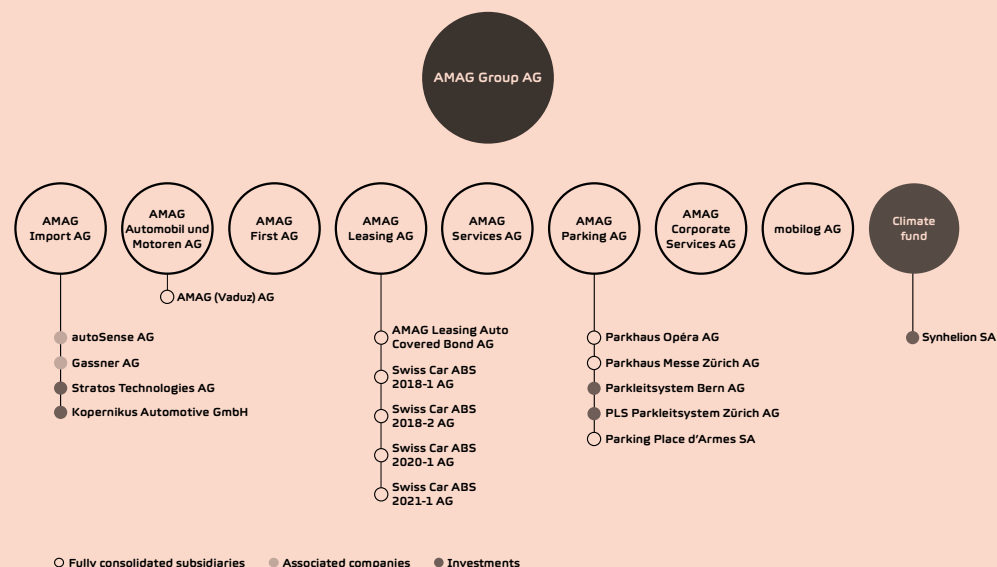 AMAG Group AG
AMAG
Import AG
AMAG
Automobil und
Motoren AG
AMAG
First AG
AMAG
Leasing AG
AMAG
Services AG
AMAG
Parking AG
AMAG
Corporate
Services AG
mobilog AG
Climate
fund
AMAG (Vaduz) AG
autoSense AG
Gassner AG
Stratos Technologies AG
Kopernikus Automotive GmbH
AMAG Leasing Auto
Covered Bond AG
Swiss Car ABS
2018-1 AG
Swiss Car ABS
2018-2 AG
Swiss Car ABS
2020-1 AG
Swiss Car ABS
2021-1 AG
Parkhaus Opéra AG
Parkhaus Messe Zürich AG
Parkleitsystem Bern AG
PLS Parkleitsystem Zürich AG
Parking Place d'Armes SA
Synhelion SA
Fully consolidated subsidiaries
Associated companies
Investments